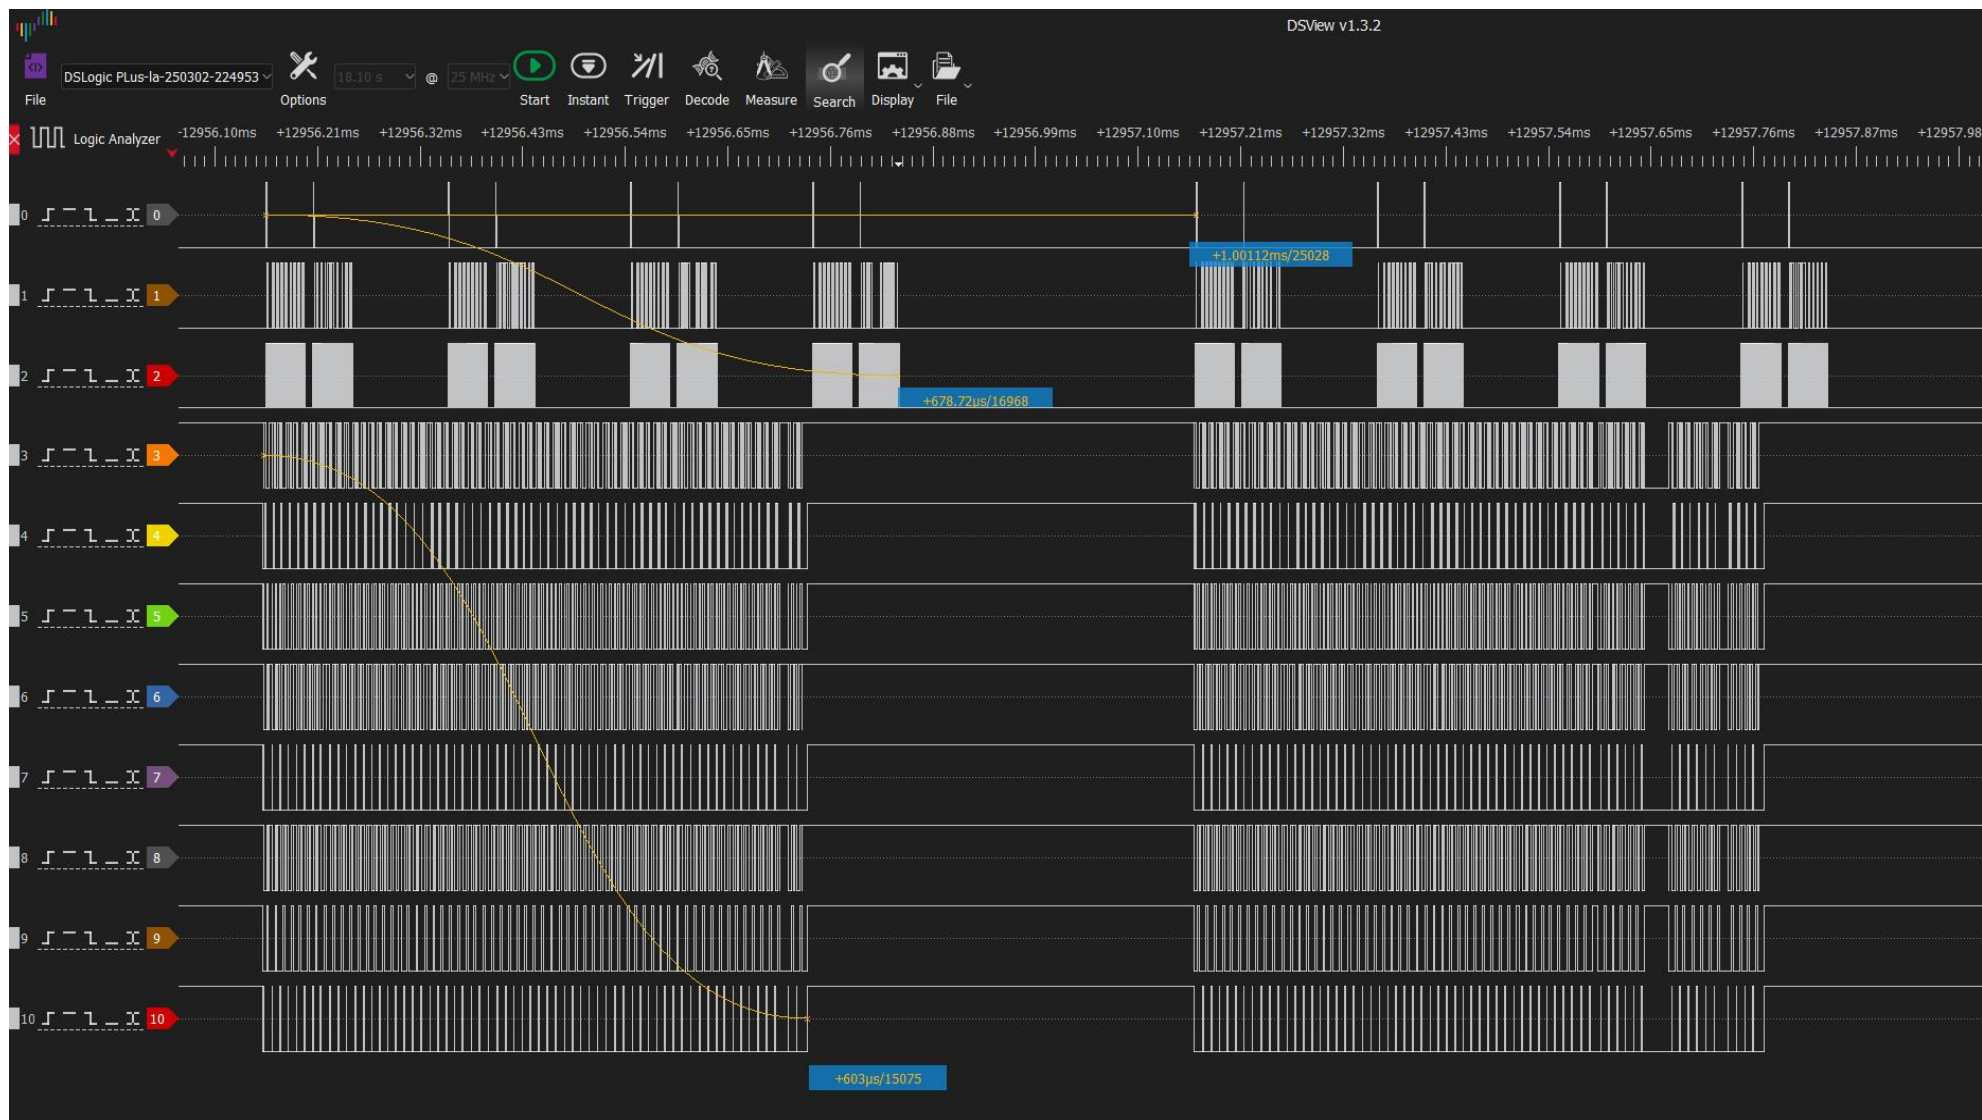 DSView v1.3.2
DSLogic PLus-la-250302-224953
18.10 s
@
25 MHz
File
Options
Start
Instant
Trigger
Decode
Measure
Search
Display
File
Logic Analyzer
-12956.10ms +12956.21ms +12956.32ms +12956.43ms +12956.54ms +12956.65ms +12956.76ms +12956.88ms +12956.99ms +12957.10ms +12957.21ms +12957.32ms +12957.43ms +12957.54ms +12957.65ms +12957.76ms +12957.87ms +12957.98
0 0
+1.00112ms/25028
1 1
2 2
+678.72µs/16968
3 3
4 4
5 5
6 6
7 7
8 8
9 9
10 10
+603µs/15075